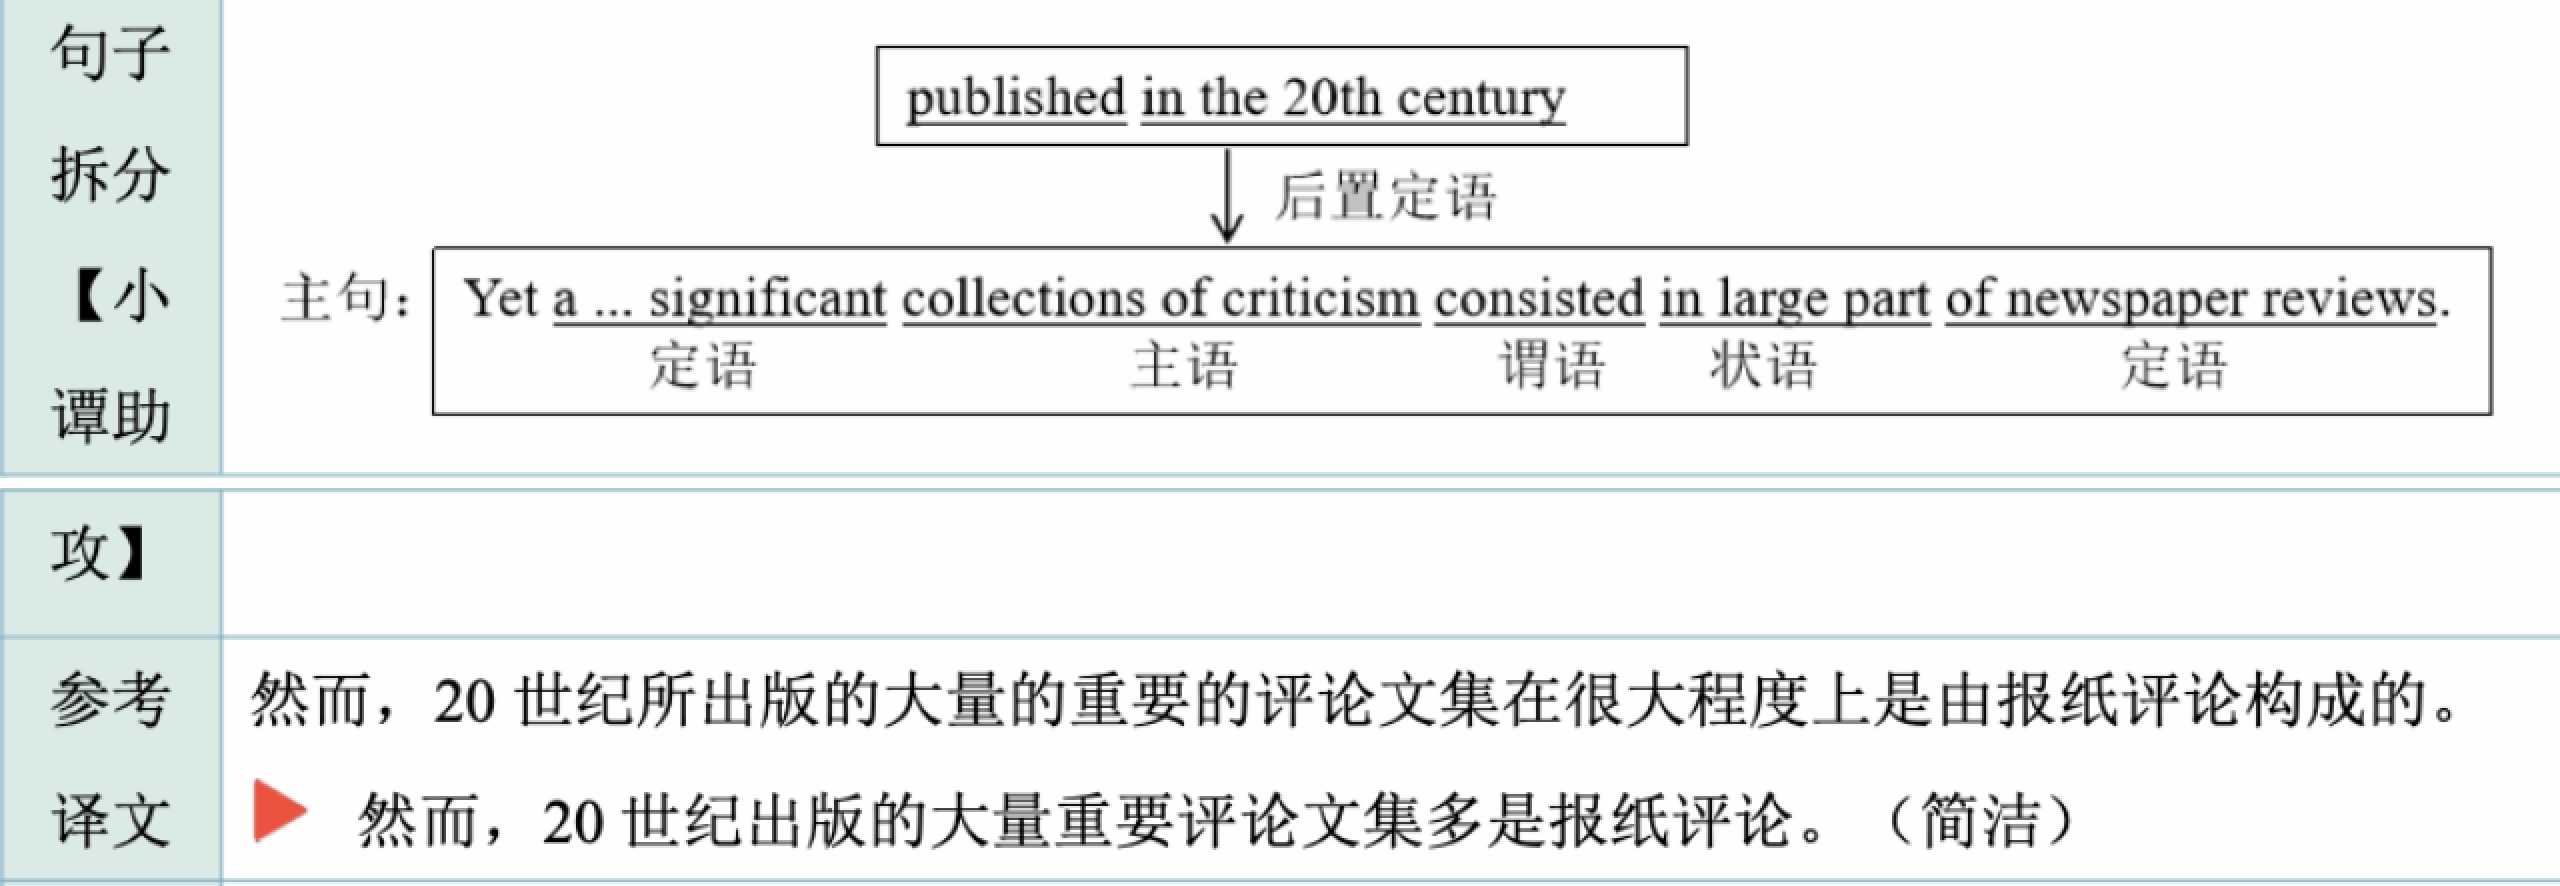 句子
拆分
【小
谭助
published in the 20th century
后置定语
主句：
Yet a ... significant collections of criticism consisted in large part of newspaper reviews.
定语 主语 谓语 状语 定语
攻】
参考
译文
然而，20 世纪所出版的大量的重要的评论文集在很大程度上是由报纸评论构成的。
然而，20 世纪出版的大量重要评论文集多是报纸评论。（简洁）